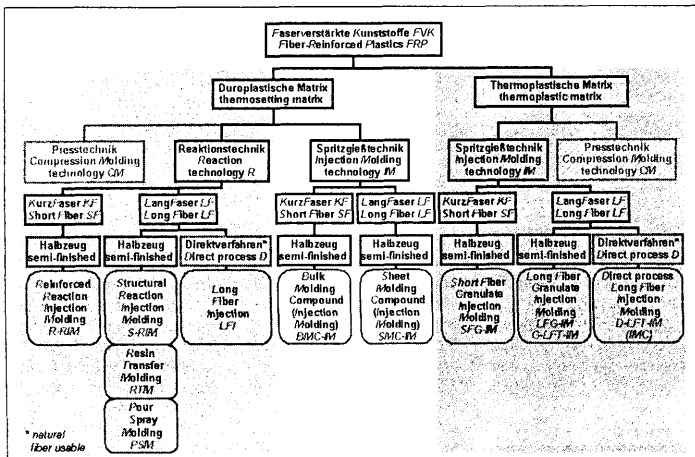 Faserverstärkte Kunststoffe FVK
Fiber-Reinforced Plastics FRP
Duroplastische Matrix
thermosetting matrix
Thermoplastische Matrix
thermoplastic matrix
Presstechnik
Compression Molding
technology CM
Reaktionstechnik
Reaction
technology R
Spritzgießtechnik
Injection Molding
technology IM
Spritzgießtechnik
Injection Molding
technology IM
Presstechnik
Compression Molding
technology CM
KurzFaser KF
Short Fiber SF
LangFaser LF
Long Fiber LF
KurzFaser KF
Short Fiber SF
LangFaser LF
Long Fiber LF
KurzFaser KF
Short Fiber SF
LangFaser LF
Long Fiber LF
Halbzeug
semi-finished
Halbzeug
semi-finished
Direktverfahren*
Direct process D
Halbzeug
semi-finished
Halbzeug
semi-finished
Halbzeug
semi-finished
Halbzeug
semi-finished
Direktverfahren*
Direct process D
Reinforced
Reaction
Injection
Molding
R-RIM
Structural
Reaction
Injection
Molding
S-RIM
Long
Fiber
Injection
LFI
Bulk
Molding
Compound
(Injection
Molding)
BMC-IM
Sheet
Molding
Compound
(Injection
Molding)
SMC-IM
Short Fiber
Granulate
Injection
Molding
SFG-IM
Long Fiber
Granulate
Injection
Molding
LFG-IM
G-LFT-IM
Direct process
Long Fiber
Injection
Molding
D-LFT-IM
(IMC)
Resin
Transfer
Molding
RTM
Pour
Spray
Molding
PSM
* natural
fiber usable